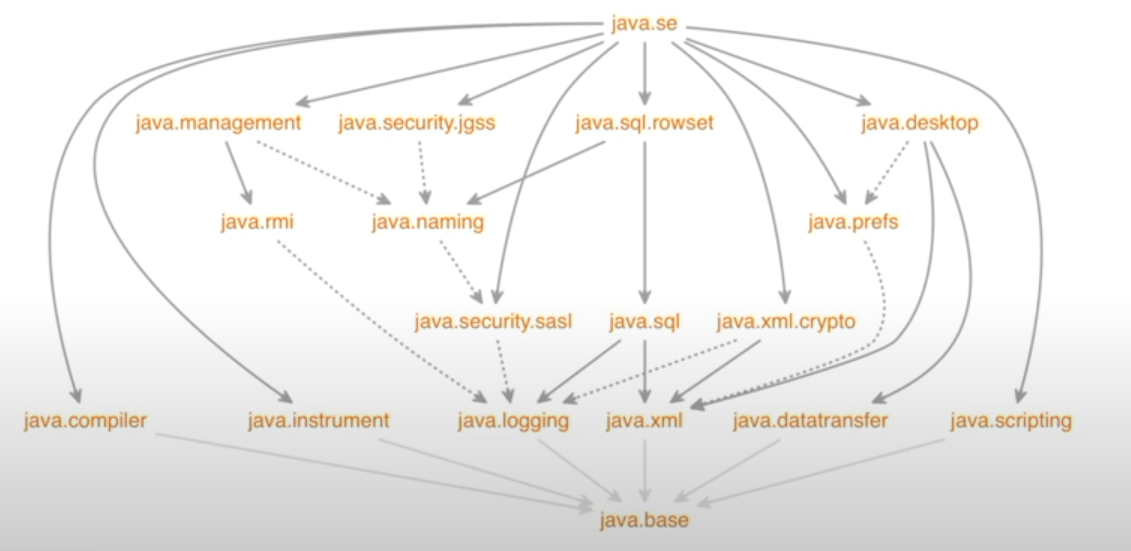 java.se
java.management java.security.jgss java.sql.rowset java.desktop
java.rmi java.naming java.prefs
java.security.sasl java.sql java.xml.crypto
java.compiler java.instrument java.logging java.xml java.datatransfer java.scripting
java.base